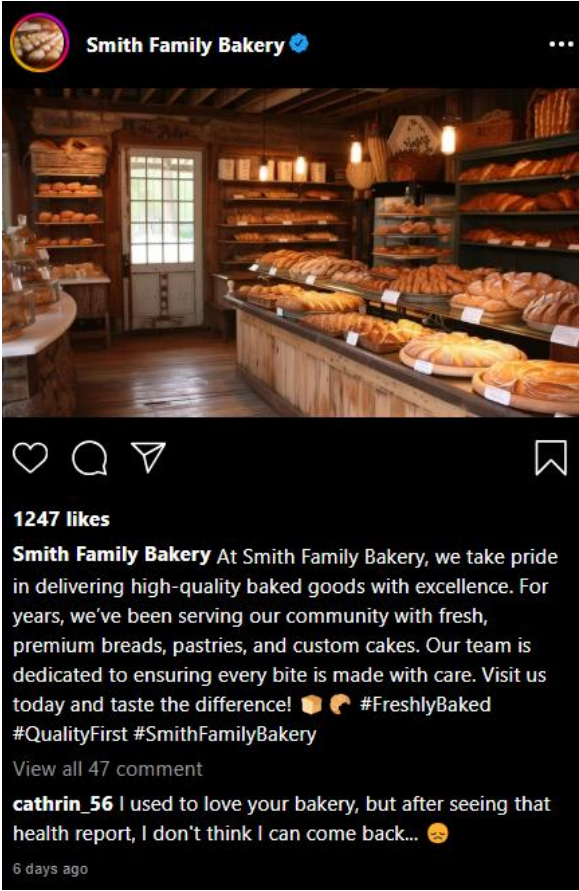 Smith Family Bakery
1247 likes
Smith Family Bakery At Smith Family Bakery, we take pride
in delivering high-quality baked goods with excellence. For
years, we've been serving our community with fresh,
premium breads, pastries, and custom cakes. Our team is
dedicated to ensuring every bite is made with care. Visit us
today and taste the difference! 🍞 🥐 #FreshlyBaked
#QualityFirst #SmithFamilyBakery
View all 47 comment
cathrin_56 I used to love your bakery, but after seeing that
health report, I don't think I can come back... 😞
6 days ago